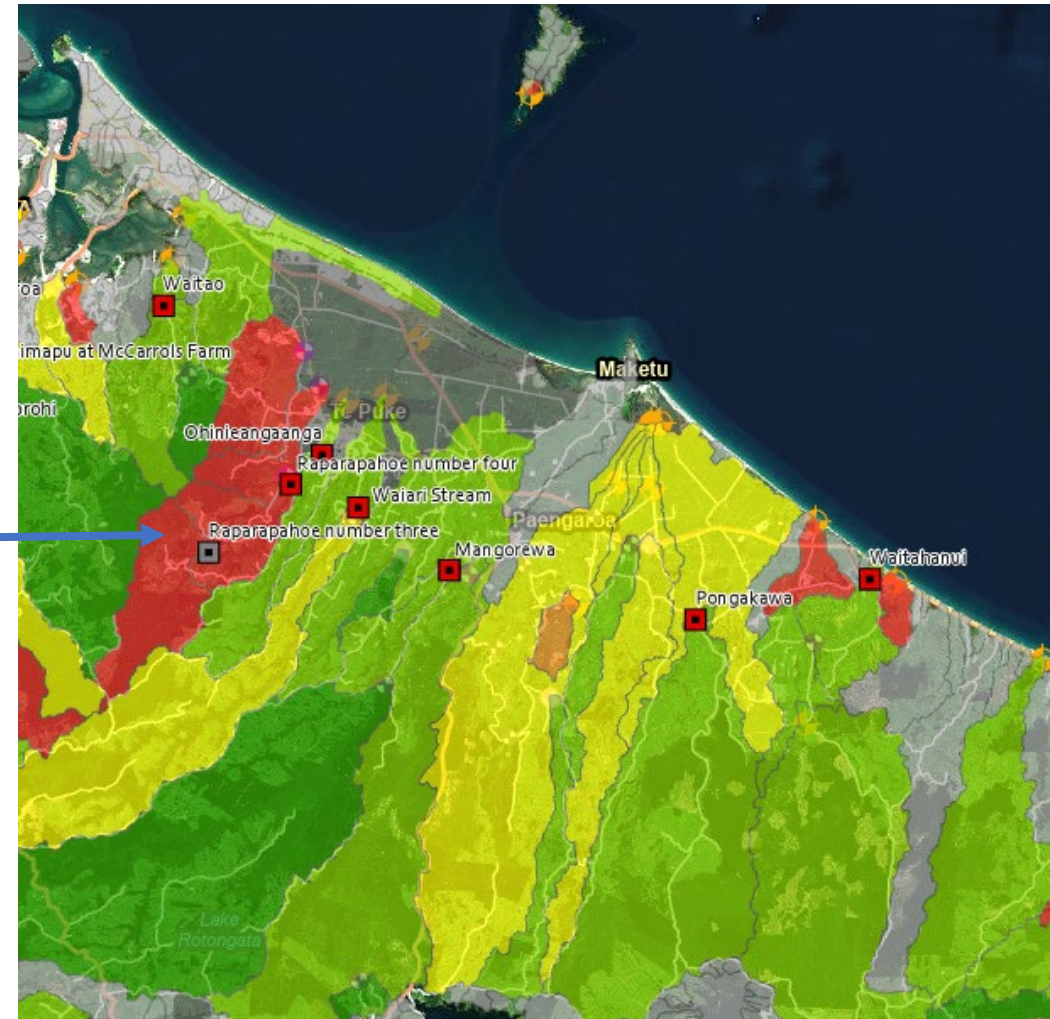 Waitao
roa
imapu at McCarrols Farm
Maketu
arohi
Te Puke
Ohinieangaanga
Raparapahoe number four
Waiari Stream
Paengaroa
Raparapahoe number three
Mangorewa
Waitahanui
Pongakawa
Lake
Rotongata